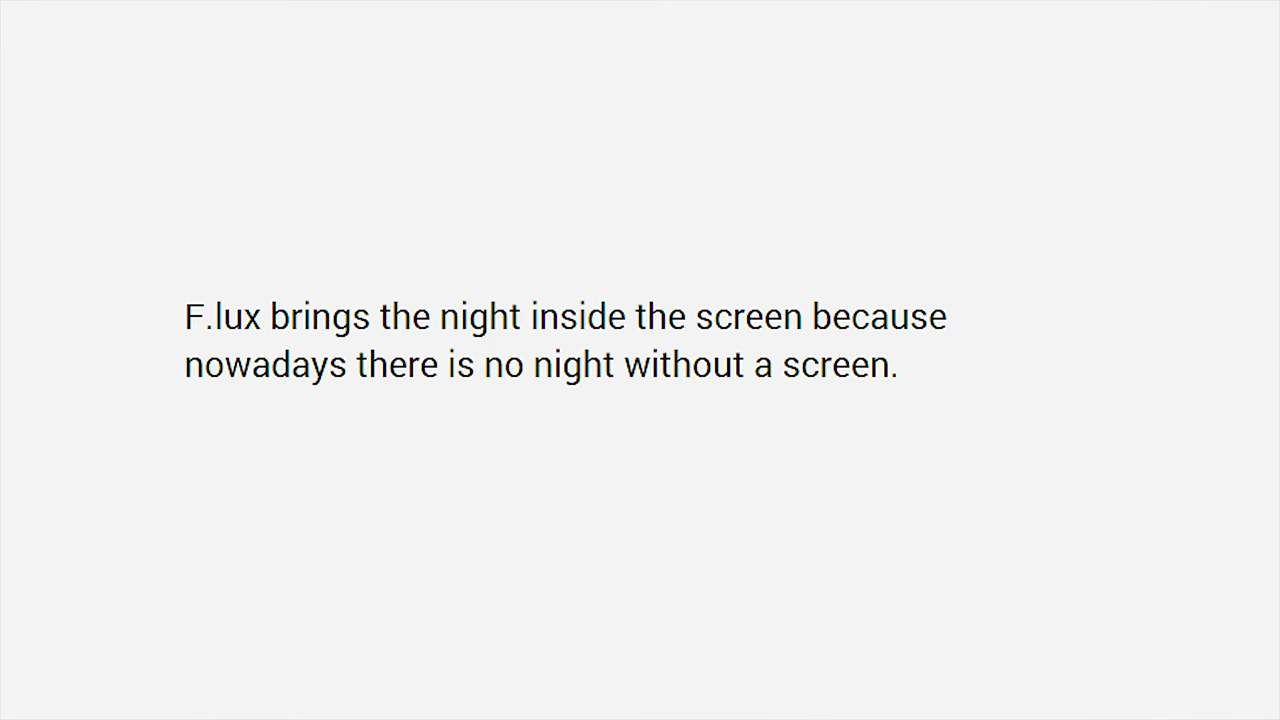 F.lux brings the night inside the screen because
nowadays there is no night without a screen.